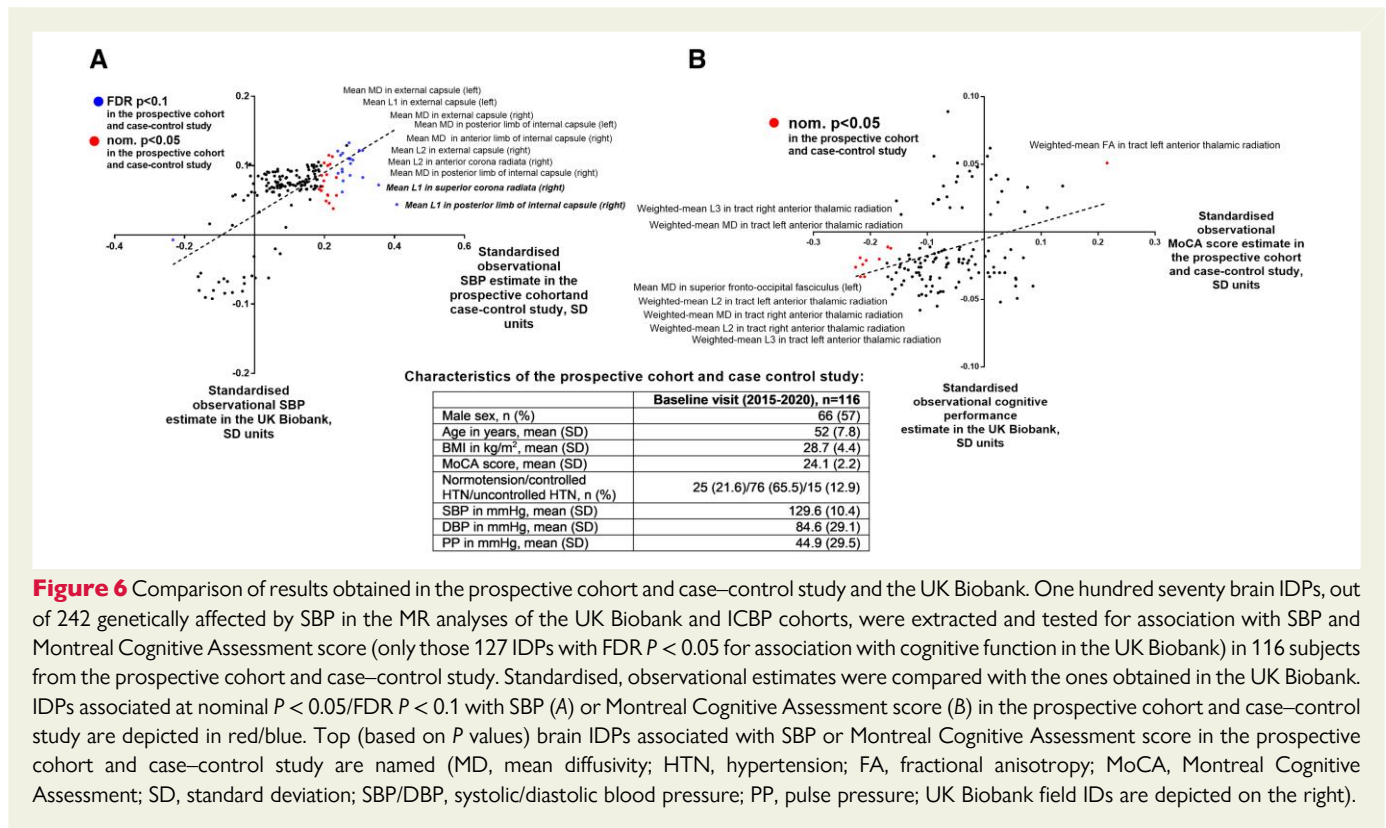 A
B
FDR p<0.1
in the prospective cohort
and case-control study
nom. p<0.05
in the prospective cohort
and case-control study
0.2
0.1
-0.1
-0.2
-0.4
-0.2
0.2
0.4
0.6
Mean MD in external capsule (left)
Mean L1 in external capsule (left)
Mean MD in external capsule (right)
Mean MD in posterior limb of internal capsule (left)
Mean MD in anterior limb of internal capsule (right)
Mean L2 in external capsule (right)
Mean L2 in anterior corona radiata (right)
Mean MD in posterior limb of internal capsule (right)
Mean L1 in superior corona radiata (right)
Mean L1 in posterior limb of internal capsule (right)
Standardised
observational
SBP estimate in the
prospective cohortand
case-control study, SD
units
Standardised
observational SBP
estimate in the UK Biobank,
SD units
nom. p<0.05
in the prospective cohort
and case-control study
0.10
0.05
-0.05
-0.10
-0.3
-0.2
-0.1
0.1
0.2
0.3
Weighted-mean FA in tract left anterior thalamic radiation
Weighted-mean L3 in tract right anterior thalamic radiation
Weighted-mean MD in tract left anterior thalamic radiation
Standardised
observational
MoCA score estimate in
the prospective cohort
and case-control study,
SD units
Mean MD in superior fronto-occipital fasciculus (left)
Weighted-mean L2 in tract left anterior thalamic radiation
Weighted-mean MD in tract right anterior thalamic radiation
Weighted-mean L2 in tract right anterior thalamic radiation
Weighted-mean L3 in tract left anterior thalamic radiation
Standardised
observational cognitive
performance
estimate in the UK Biobank,
SD units
Characteristics of the prospective cohort and case control study:
Baseline visit (2015-2020), n=116
Male sex, n (%) 66 (57)
Age in years, mean (SD) 52 (7.8)
BMI in kg/m², mean (SD) 28.7 (4.4)
MoCA score, mean (SD) 24.1 (2.2)
Normotension/controlled
HTN/uncontrolled HTN, n (%) 25 (21.6)/76 (65.5)/15 (12.9)
SBP in mmHg, mean (SD) 129.6 (10.4)
DBP in mmHg, mean (SD) 84.6 (29.1)
PP in mmHg, mean (SD) 44.9 (29.5)
Figure 6 Comparison of results obtained in the prospective cohort and case–control study and the UK Biobank. One hundred seventy brain IDPs, out
of 242 genetically affected by SBP in the MR analyses of the UK Biobank and ICBP cohorts, were extracted and tested for association with SBP and
Montreal Cognitive Assessment score (only those 127 IDPs with FDR P < 0.05 for association with cognitive function in the UK Biobank) in 116 subjects
from the prospective cohort and case–control study. Standardised, observational estimates were compared with the ones obtained in the UK Biobank.
IDPs associated at nominal P < 0.05/FDR P < 0.1 with SBP (A) or Montreal Cognitive Assessment score (B) in the prospective cohort and case–control
study are depicted in red/blue. Top (based on P values) brain IDPs associated with SBP or Montreal Cognitive Assessment score in the prospective
cohort and case–control study are named (MD, mean diffusivity; HTN, hypertension; FA, fractional anisotropy; MoCA, Montreal Cognitive
Assessment; SD, standard deviation; SBP/DBP, systolic/diastolic blood pressure; PP, pulse pressure; UK Biobank field IDs are depicted on the right).